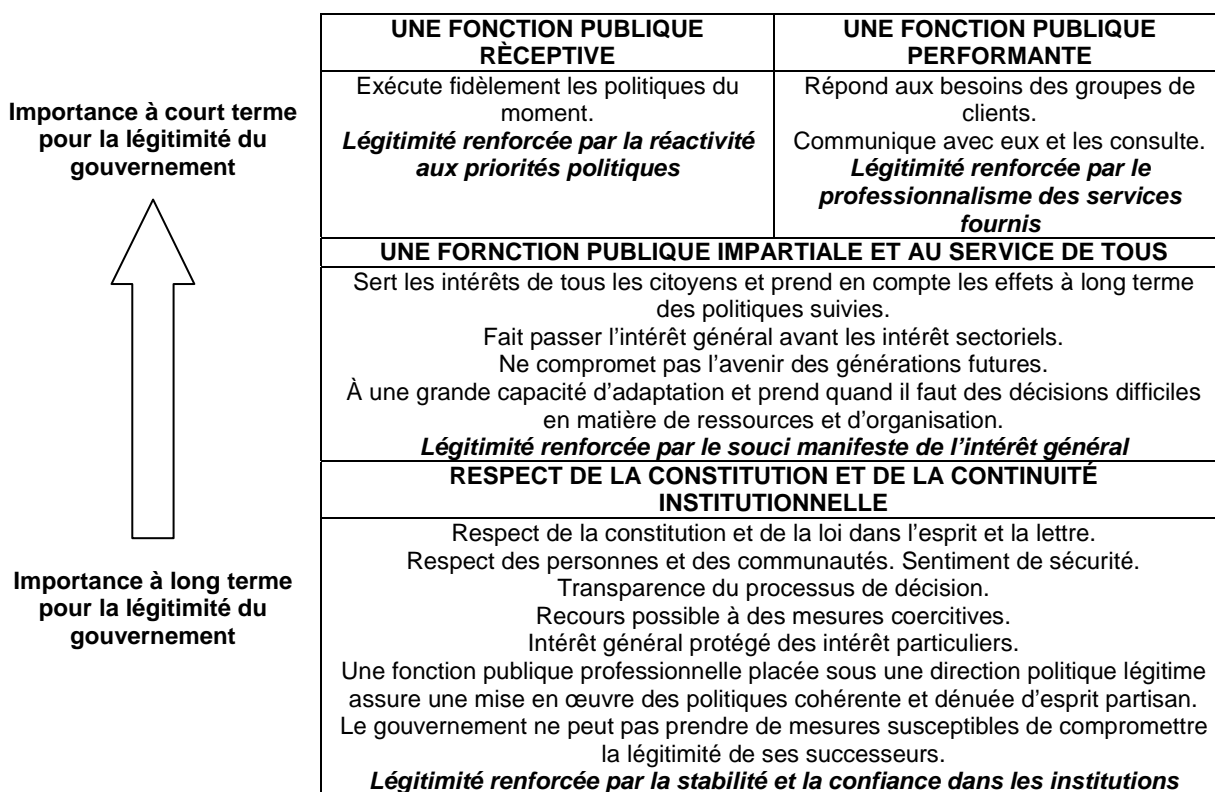 Importance à court terme
pour la légitimité du
gouvernement
Importance à long terme
pour la légitimité du
gouvernement
UNE FONCTION PUBLIQUE
RÈCEPTIVE
Exécute fidèlement les politiques du
moment.
Légitimité renforcée par la réactivité
aux priorités politiques
UNE FONCTION PUBLIQUE
PERFORMANTE
Répond aux besoins des groupes de
clients.
Communique avec eux et les consulte.
Légitimité renforcée par le
professionnalisme des services
fournis
UNE FORNCTION PUBLIQUE IMPARTIALE ET AU SERVICE DE TOUS
Sert les intérêts de tous les citoyens et prend en compte les effets à long terme
des politiques suivies.
Fait passer l’intérêt général avant les intérêt sectoriels.
Ne compromet pas l’avenir des générations futures.
À une grande capacité d’adaptation et prend quand il faut des décisions difficiles
en matière de ressources et d’organisation.
Légitimité renforcée par le souci manifeste de l’intérêt général
RESPECT DE LA CONSTITUTION ET DE LA CONTINUITÉ
INSTITUTIONNELLE
Respect de la constitution et de la loi dans l’esprit et la lettre.
Respect des personnes et des communautés. Sentiment de sécurité.
Transparence du processus de décision.
Recours possible à des mesures coercitives.
Intérêt général protégé des intérêt particuliers.
Une fonction publique professionnelle placée sous une direction politique légitime
assure une mise en œuvre des politiques cohérente et dénuée d’esprit partisan.
Le gouvernement ne peut pas prendre de mesures susceptibles de compromettre
la légitimité de ses successeurs.
Légitimité renforcée par la stabilité et la confiance dans les institutions